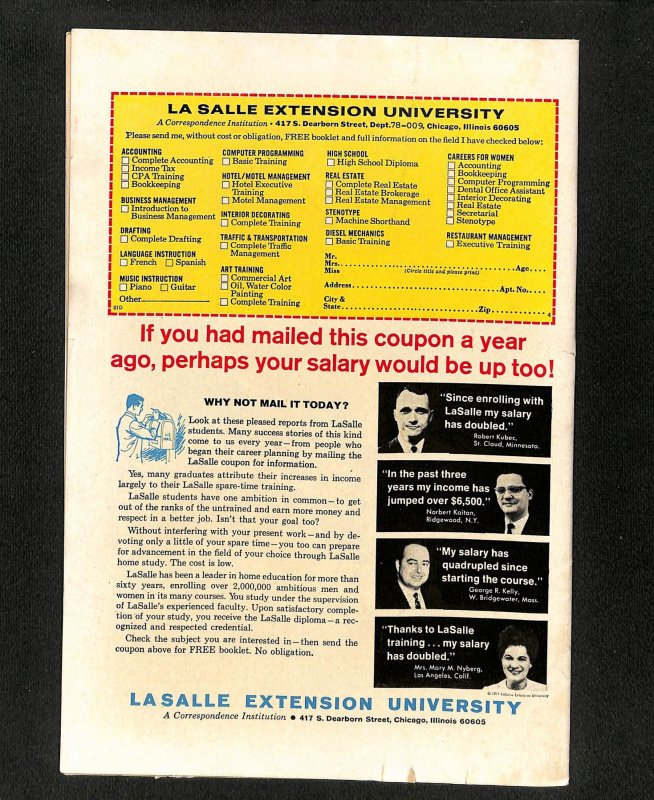 LA SALLE EXTENSION UNIVERSITY
A Correspondence Institution • 417 S. Dearborn Street, Dept. 78-009, Chicago, Illinois 60605
Please send me, without cost or obligation, FREE booklet and full information on the field I have checked below:
ACCOUNTING
Complete Accounting
Income Tax
CPA Training
Bookkeeping
BUSINESS MANAGEMENT
Introduction to
Business Management
DRAFTING
Complete Drafting
LANGUAGE INSTRUCTION
French Spanish
MUSIC INSTRUCTION
Piano Guitar
Other
01D
COMPUTER PROGRAMMING
Basic Training
HOTEL/MOTEL MANAGEMENT
Hotel Executive
Training
Motel Management
INTERIOR DECORATING
Complete Training
TRAFFIC & TRANSPORTATION
Complete Traffic
Management
ART TRAINING
Commercial Art
Oil, Water Color
Painting
Complete Training
HIGH SCHOOL
High School Diploma
REAL ESTATE
Complete Real Estate
Real Estate Brokerage
Real Estate Management
STENOTYPE
Machine Shorthand
DIESEL MECHANICS
Basic Training
CAREERS FOR WOMEN
Accounting
Bookkeeping
Computer Programming
Dental Office Assistant
Interior Decorating
Real Estate
Secretarial
Stenotype
RESTAURANT MANAGEMENT
Executive Training
Mr.
Mrs.
Miss Age....
(Circle title and please print)
Address Apt. No....
City &
State Zip
4
If you had mailed this coupon a year
ago, perhaps your salary would be up too!
WHY NOT MAIL IT TODAY?
Look at these pleased reports from LaSalle
students. Many success stories of this kind
come to us every year—from people who
began their career planning by mailing the
LaSalle coupon for information.
Yes, many graduates attribute their increases in income
largely to their LaSalle spare-time training.
LaSalle students have one ambition in common—to get
out of the ranks of the untrained and earn more money and
respect in a better job. Isn't that your goal too?
Without interfering with your present work—and by de-
voting only a little of your spare time—you too can prepare
for advancement in the field of your choice through LaSalle
home study. The cost is low.
LaSalle has been a leader in home education for more than
sixty years, enrolling over 2,000,000 ambitious men and
women in its many courses. You study under the supervision
of LaSalle's experienced faculty. Upon satisfactory comple-
tion of your study, you receive the LaSalle diploma—a rec-
ognized and respected credential.
Check the subject you are interested in—then send the
coupon above for FREE booklet. No obligation.
"Since enrolling with
LaSalle my salary
has doubled."
Robert Kubec,
St. Cloud, Minnesota.
"In the past three
years my income has
jumped over $6,500."
Norbert Koitan,
Ridgewood, N.Y.
"My salary has
quadrupled since
starting the course."
George R. Kelly,
W. Bridgewater, Mass.
"Thanks to LaSalle
training ... my salary
has doubled."
Mrs. Mary M. Nyberg,
Los Angeles, Calif.
© 1971 LaSalle Extension University
LA SALLE EXTENSION UNIVERSITY
A Correspondence Institution • 417 S. Dearborn Street, Chicago, Illinois 60605